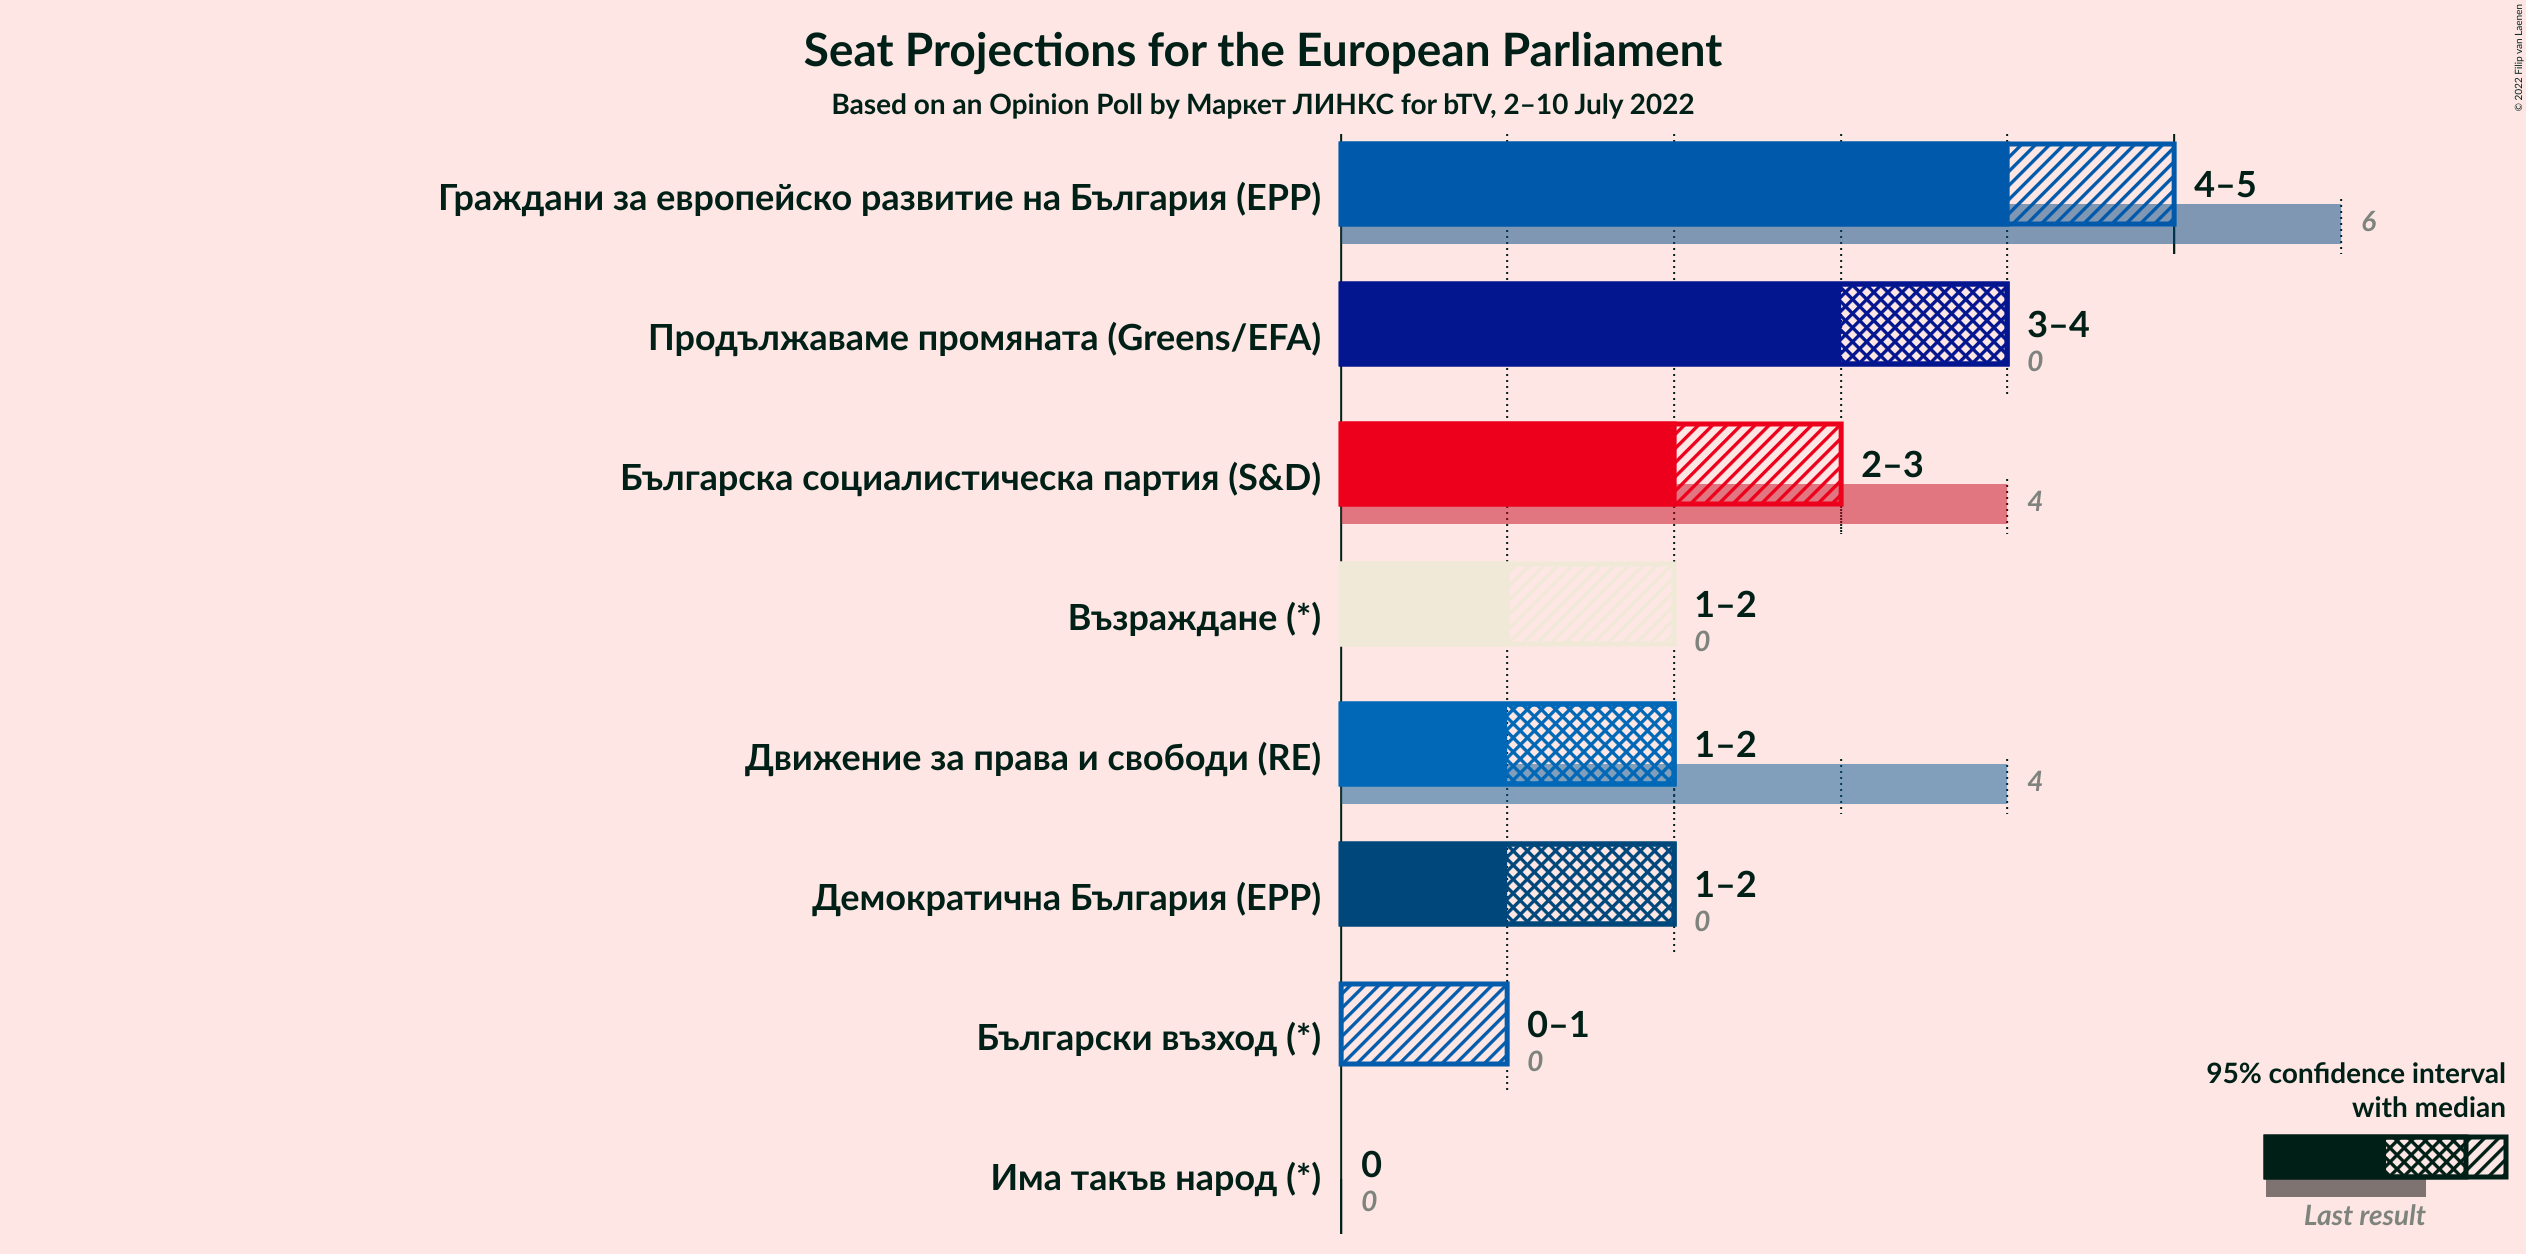 Seat Projections for the European Parliament
Based on an Opinion Poll by Маркет ЛИНКС for bTV, 2–10 July 2022
© 2022 Filip van Laenen
Граждани за европейско развитие на България (EPP)
4–5
6
Продължаваме промяната (Greens/EFA)
3–4
0
Българска социалистическа партия (S&D)
2–3
4
Възраждане (*)
1–2
0
Движение за права и свободи (RE)
1–2
4
Демократична България (EPP)
1–2
0
Български възход (*)
0–1
0
Има такъв народ (*)
0
0
95% confidence interval
with median
Last result